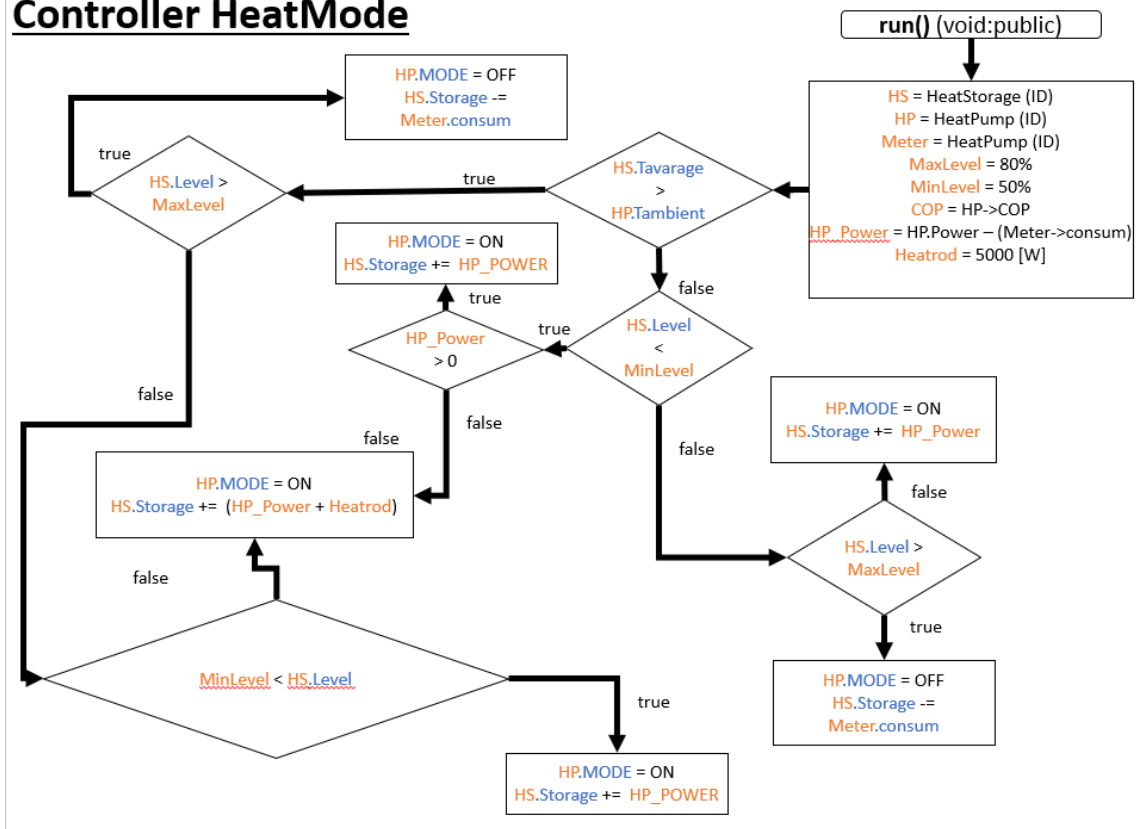 Controller HeatMode
run() (void:public)
HS = HeatStorage (ID)
HP = HeatPump (ID)
Meter = HeatPump (ID)
MaxLevel = 80%
MinLevel = 50%
COP = HP->COP
HP_Power = HP.Power – (Meter->consum)
Heatrod = 5000 [W]
HS.Tavarage
>
HP.Tambient
true
false
HS.Level >
MaxLevel
true
false
HP.MODE = OFF
HS.Storage -=
Meter.consum
HS.Level
<
MinLevel
true
false
HP_Power
> 0
true
false
HP.MODE = ON
HS.Storage += HP_POWER
false
HP.MODE = ON
HS.Storage += (HP_Power + Heatrod)
false
MinLevel < HS.Level
true
HP.MODE = ON
HS.Storage += HP_POWER
HP.MODE = ON
HS.Storage += HP_Power
false
HS.Level >
MaxLevel
true
HP.MODE = OFF
HS.Storage -=
Meter.consum